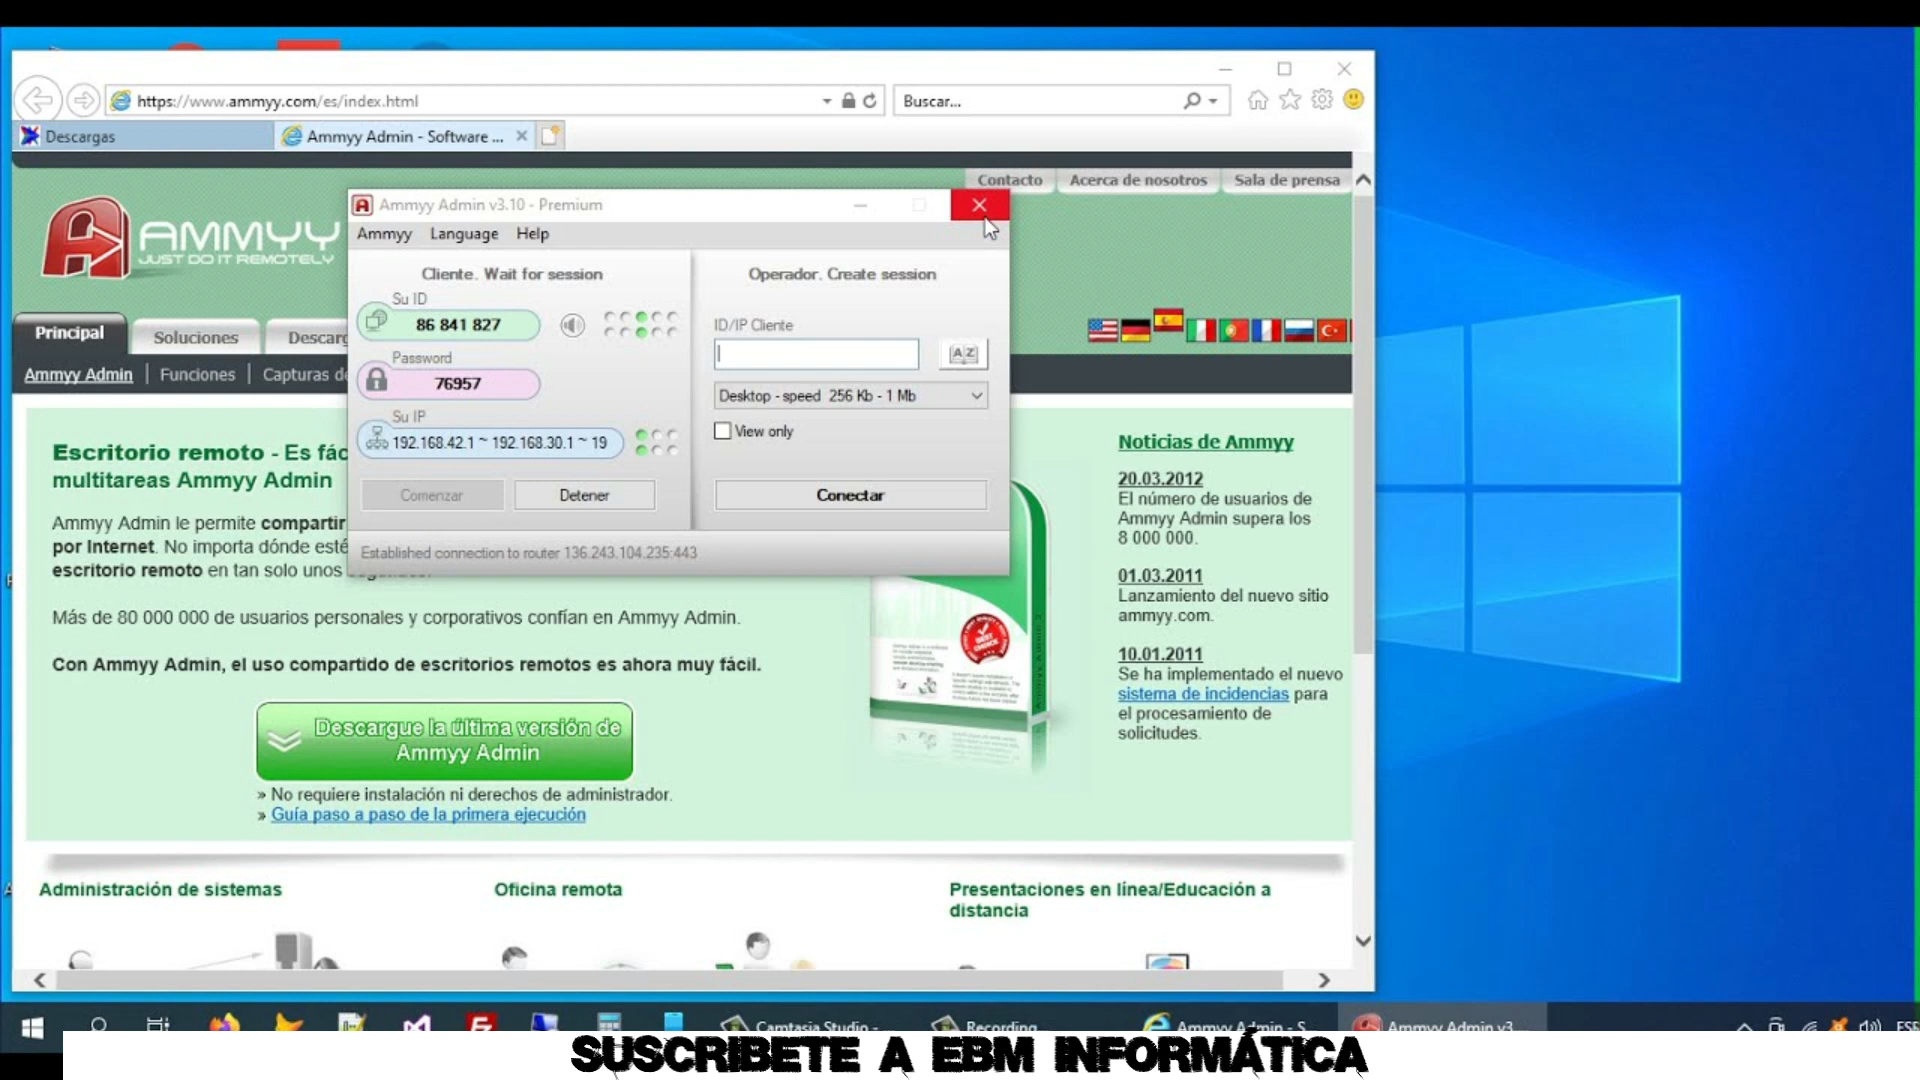 https://www.ammyy.com/es/index.html
Buscar...
Descargas
Ammyy Admin - Software ...
Contacto
Acerca de nosotros
Sala de prensa
AMMYY
JUST DO IT REMOTELY
Principal
Soluciones
Descarg
Ammyy Admin
Funciones
Capturas de
Ammyy Admin v3.10 - Premium
Ammyy
Language
Help
Cliente. Wait for session
Su ID
86 841 827
Password
76957
Su IP
192.168.42.1 ~ 192.168.30.1 ~ 19
Comenzar
Detener
Operador. Create session
ID/IP Cliente
AZ
Desktop - speed 256 Kb - 1 Mb
View only
Conectar
Established connection to router 136.243.104.235:443
Escritorio remoto - Es fác
multitareas Ammyy Admin
Ammyy Admin le permite compartir
por Internet. No importa dónde esté
escritorio remoto en tan solo unos
Más de 80 000 000 de usuarios personales y corporativos confían en Ammyy Admin.
Con Ammyy Admin, el uso compartido de escritorios remotos es ahora muy fácil.
Descargue la última versión de
Ammyy Admin
» No requiere instalación ni derechos de administrador.
» Guía paso a paso de la primera ejecución
BEST
Noticias de Ammyy
20.03.2012
El número de usuarios de
Ammyy Admin supera los
8 000 000.
01.03.2011
Lanzamiento del nuevo sitio
ammyy.com.
10.01.2011
Se ha implementado el nuevo
sistema de incidencias para
el procesamiento de
solicitudes.
Administración de sistemas
Oficina remota
Presentaciones en línea/Educación a
distancia
Camtasia Studio -
Recording...
Ammyy Admin - S...
Ammyy Admin v3...
ESP
SUSCRIBETE A EBM INFORMÁTICA